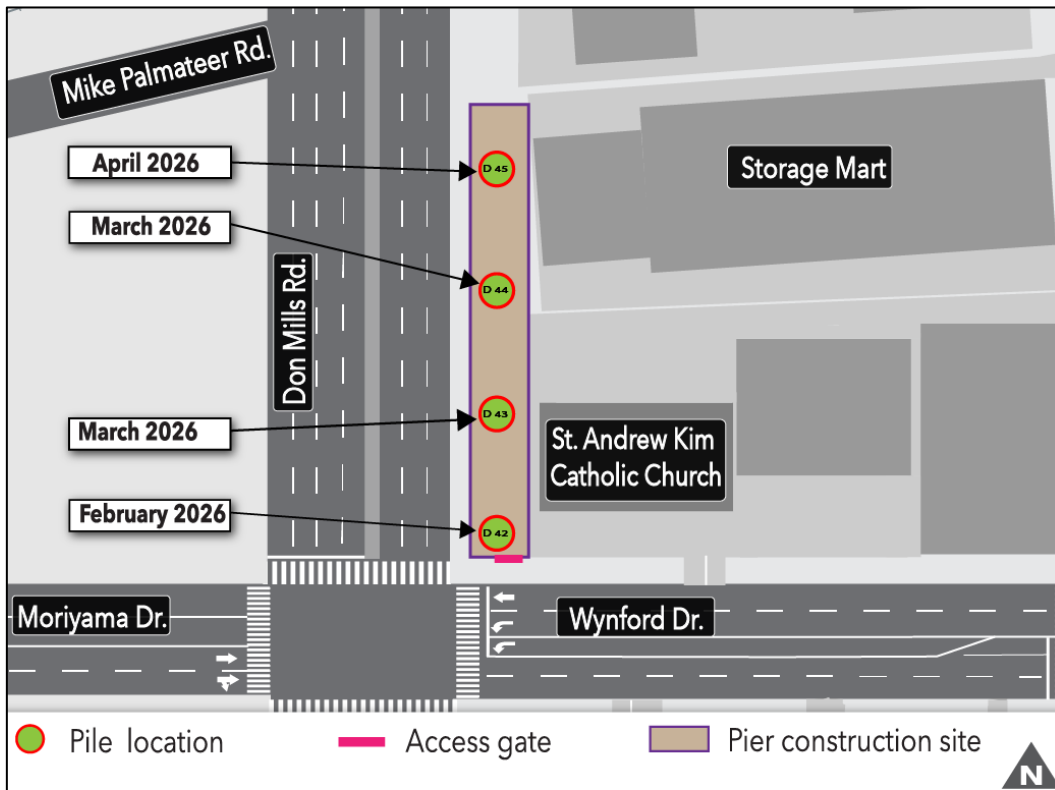 Mike Palmateer Rd.
April 2026
D 45
Storage Mart
March 2026
D 44
Don Mills Rd.
March 2026
D 43
St. Andrew Kim
Catholic Church
February 2026
D 42
Moriyama Dr.
Wynford Dr.
Pile location
Access gate
Pier construction site
N